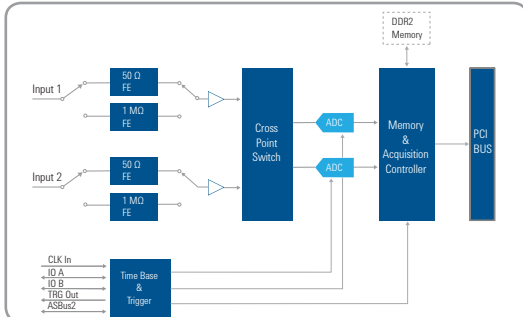 DDR2
Memory
Input 1
50 Ω
FE
1 MΩ
FE
Input 2
50 Ω
FE
1 MΩ
FE
Cross
Point
Switch
ADC
ADC
Memory
&
Acquisition
Controller
PCI
BUS
CLK In
IO A
IO B
TRG Out
ASBus2
Time Base
&
Trigger